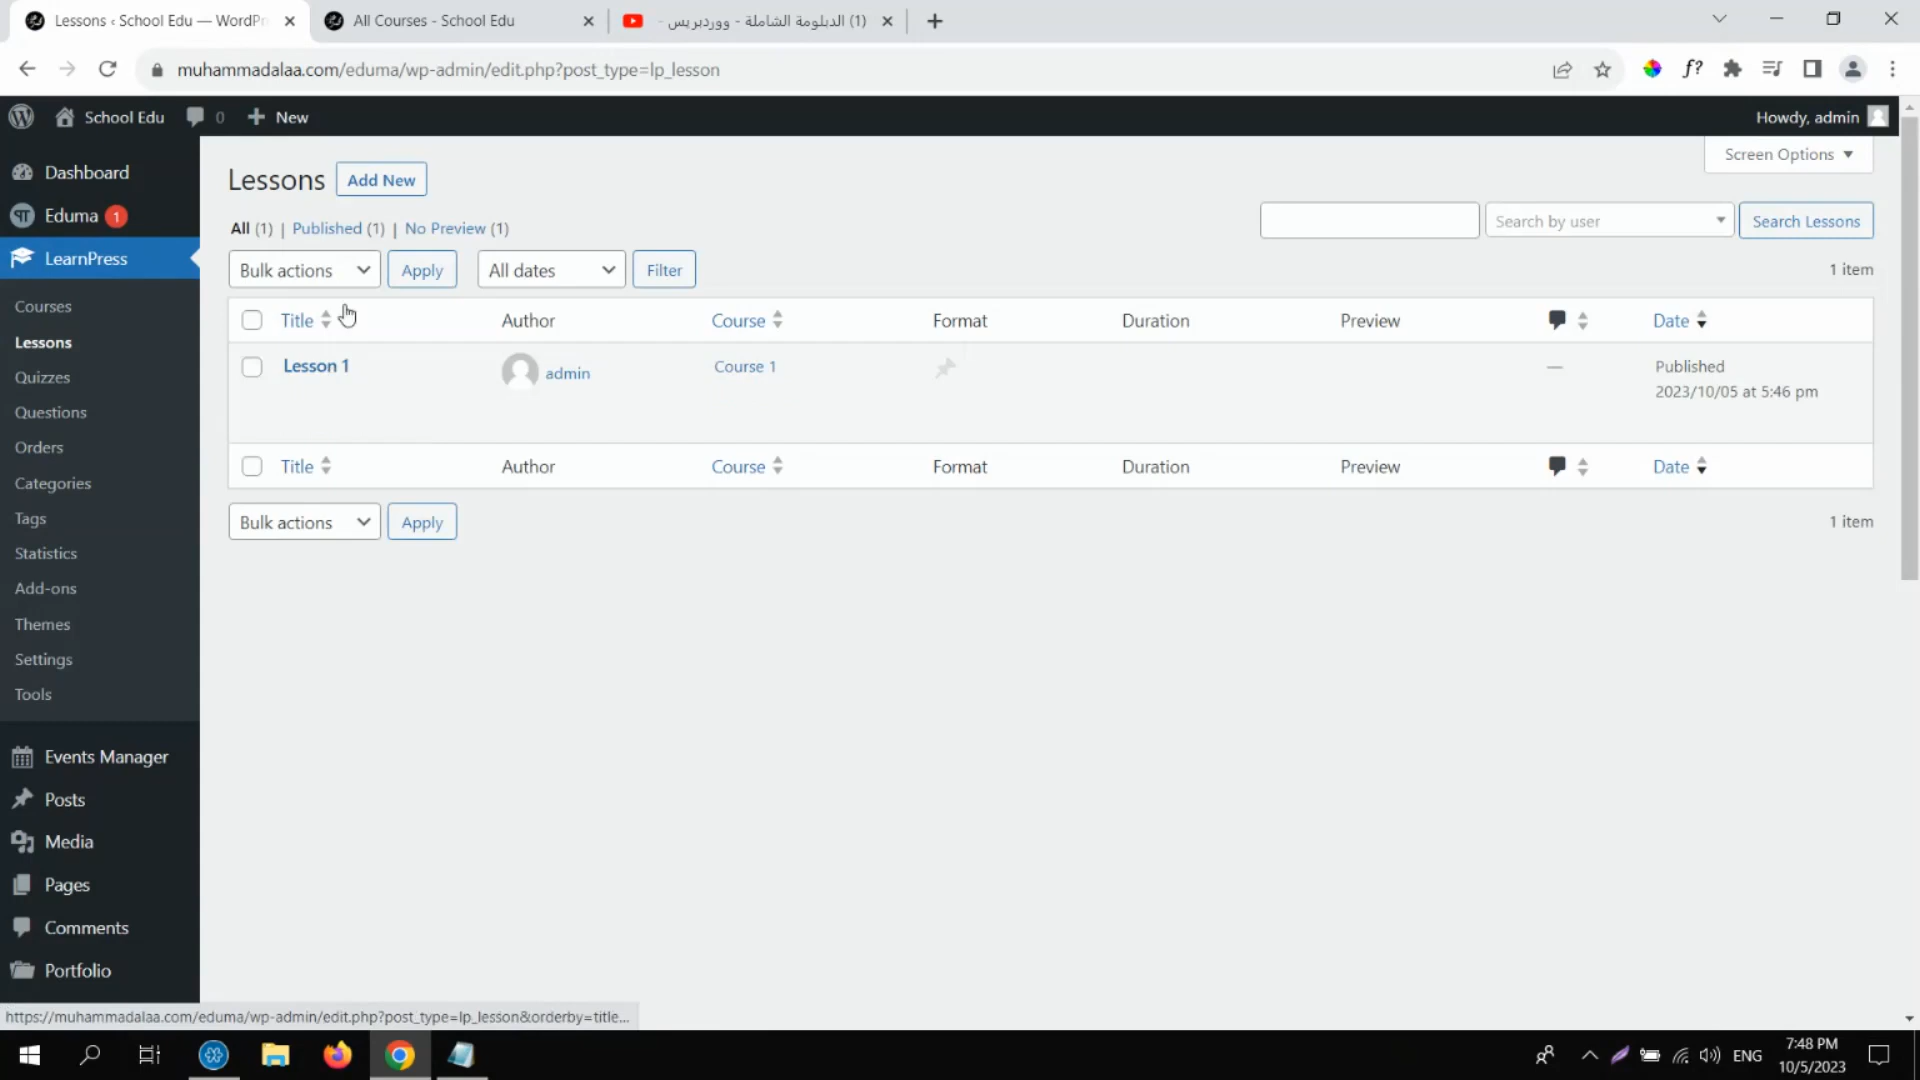 Lessons ‹ School Edu — WordPr
All Courses - School Edu
(1) الدبلومة الشاملة - ووردبريس -
muhammadalaa.com/eduma/wp-admin/edit.php?post_type=lp_lesson
School Edu 0 New
Howdy, admin
Screen Options
Dashboard
Eduma 1
LearnPress
Courses
Lessons
Quizzes
Questions
Orders
Categories
Tags
Statistics
Add-ons
Themes
Settings
Tools
Events Manager
Posts
Media
Pages
Comments
Portfolio
Lessons Add New
All (1) | Published (1) | No Preview (1)
Search by user Search Lessons
Bulk actions Apply All dates Filter 1 item
Title Author Course Format Duration Preview Date
Lesson 1 admin Course 1 — Published
2023/10/05 at 5:46 pm
Title Author Course Format Duration Preview Date
Bulk actions Apply 1 item
https://muhammadalaa.com/eduma/wp-admin/edit.php?post_type=lp_lesson&orderby=title...
ENG
7:48 PM
10/5/2023